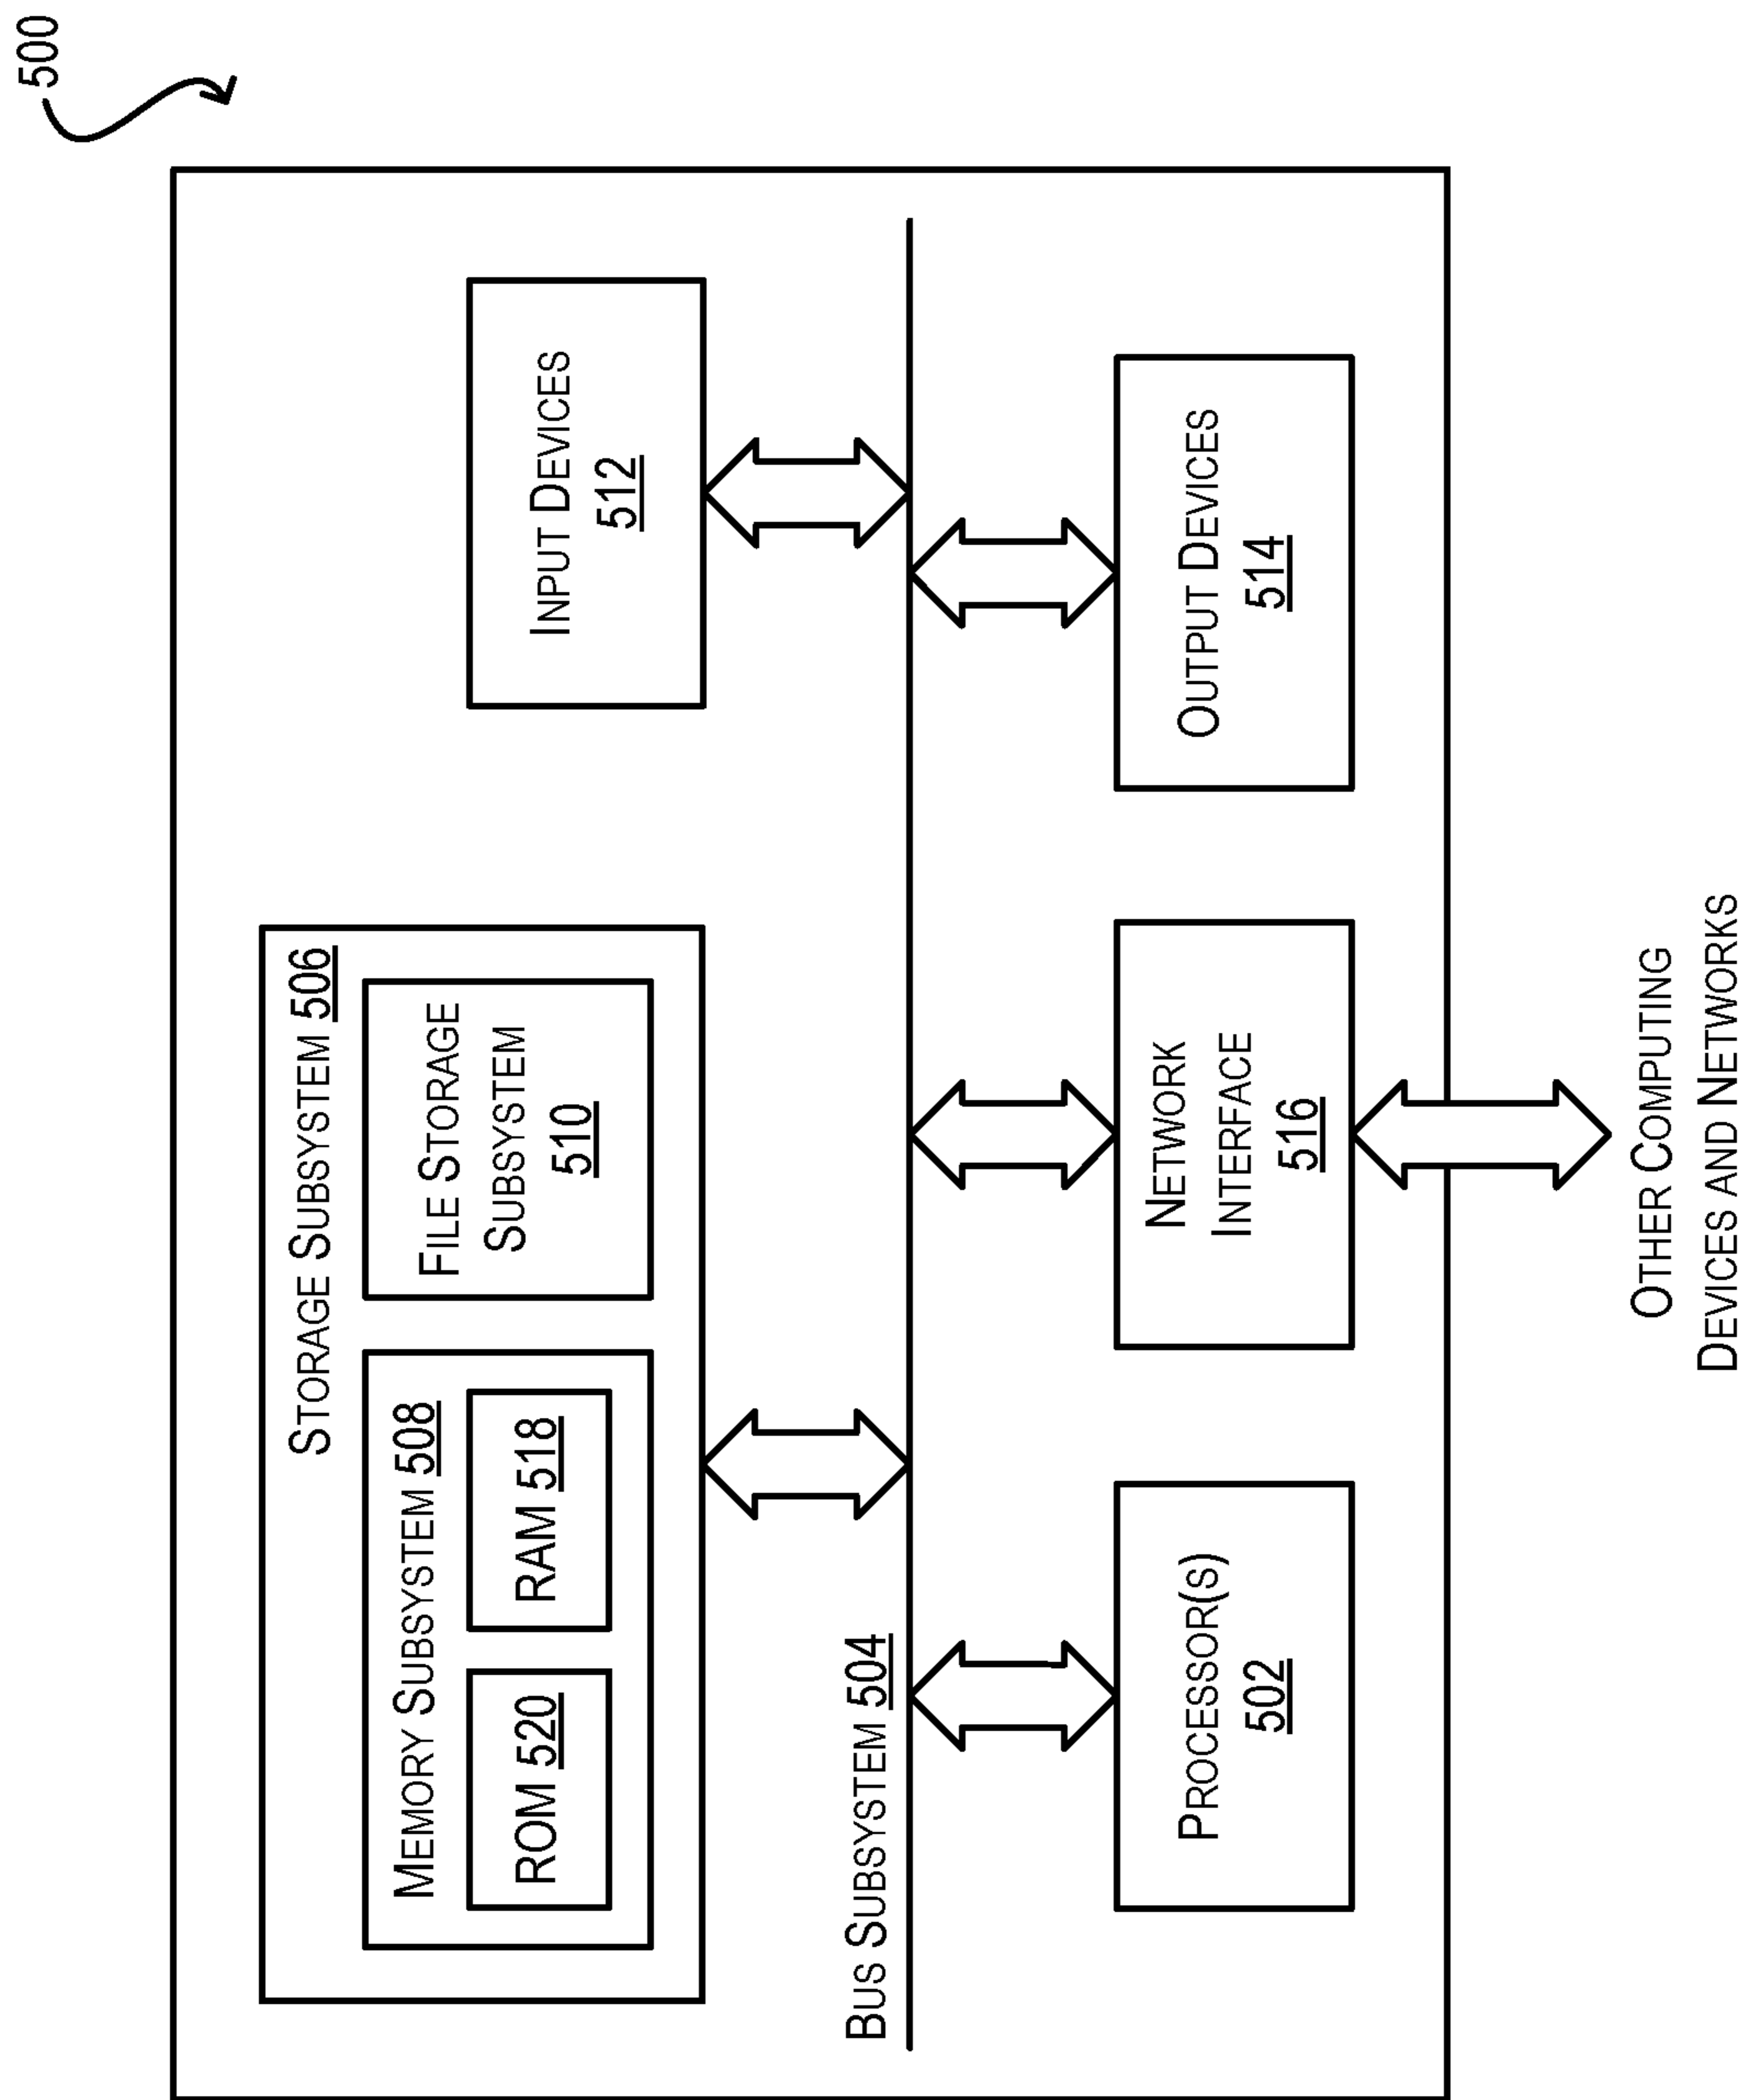 500
STORAGE SUBSYSTEM 506
MEMORY SUBSYSTEM 508
ROM 520
RAM 518
FILE STORAGE
SUBSYSTEM
510
INPUT DEVICES
512
BUS SUBSYSTEM 504
PROCESSOR(S)
502
NETWORK
INTERFACE
516
OUTPUT DEVICES
514
OTHER COMPUTING
DEVICES AND NETWORKS